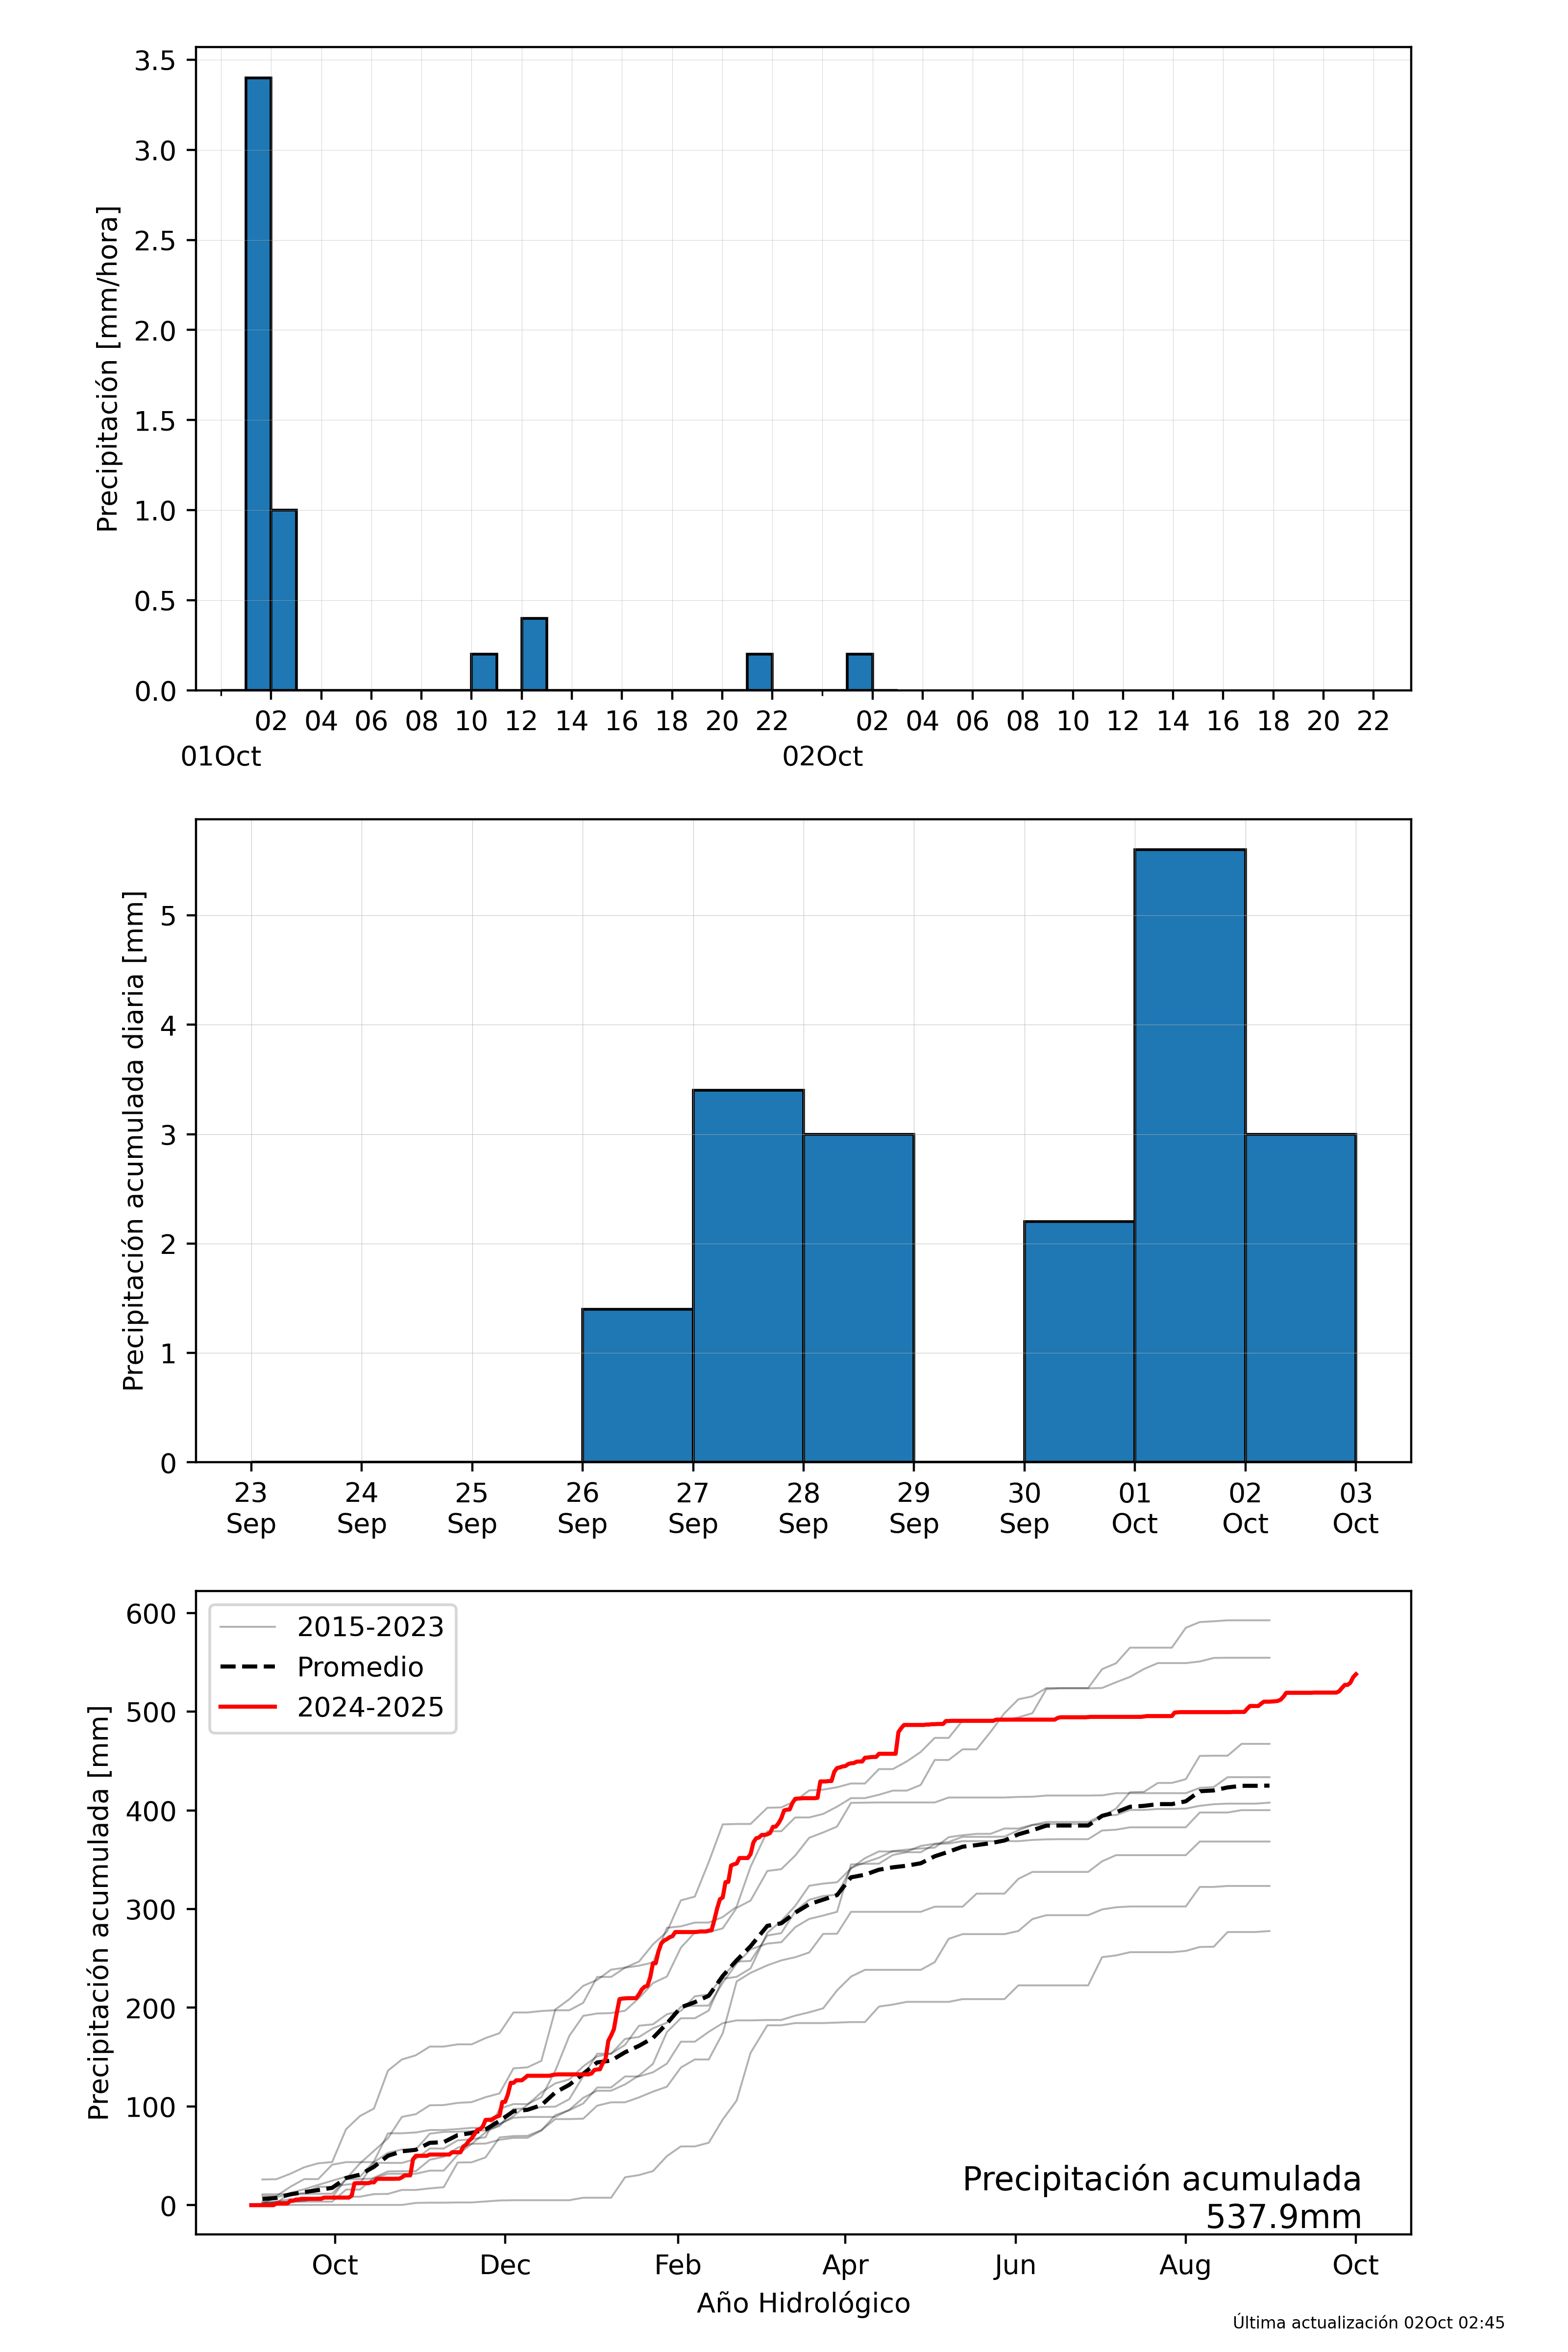 3.5
3.0
2.5
2.0
1.5
1.0
0.5
0.0
Precipitación [mm/hora]
02 04 06 08 10 12 14 16 18 20 22 02 04 06 08 10 12 14 16 18 20 22
01Oct 02Oct
5
4
3
2
1
0
Precipitación acumulada diaria [mm]
23 24 25 26 27 28 29 30 01 02 03
Sep Sep Sep Sep Sep Sep Sep Sep Oct Oct Oct
600
500
400
300
200
100
0
Precipitación acumulada [mm]
2015-2023
Promedio
2024-2025
Precipitación acumulada
537.9mm
Oct Dec Feb Apr Jun Aug Oct
Año Hidrológico
Última actualización 02Oct 02:45